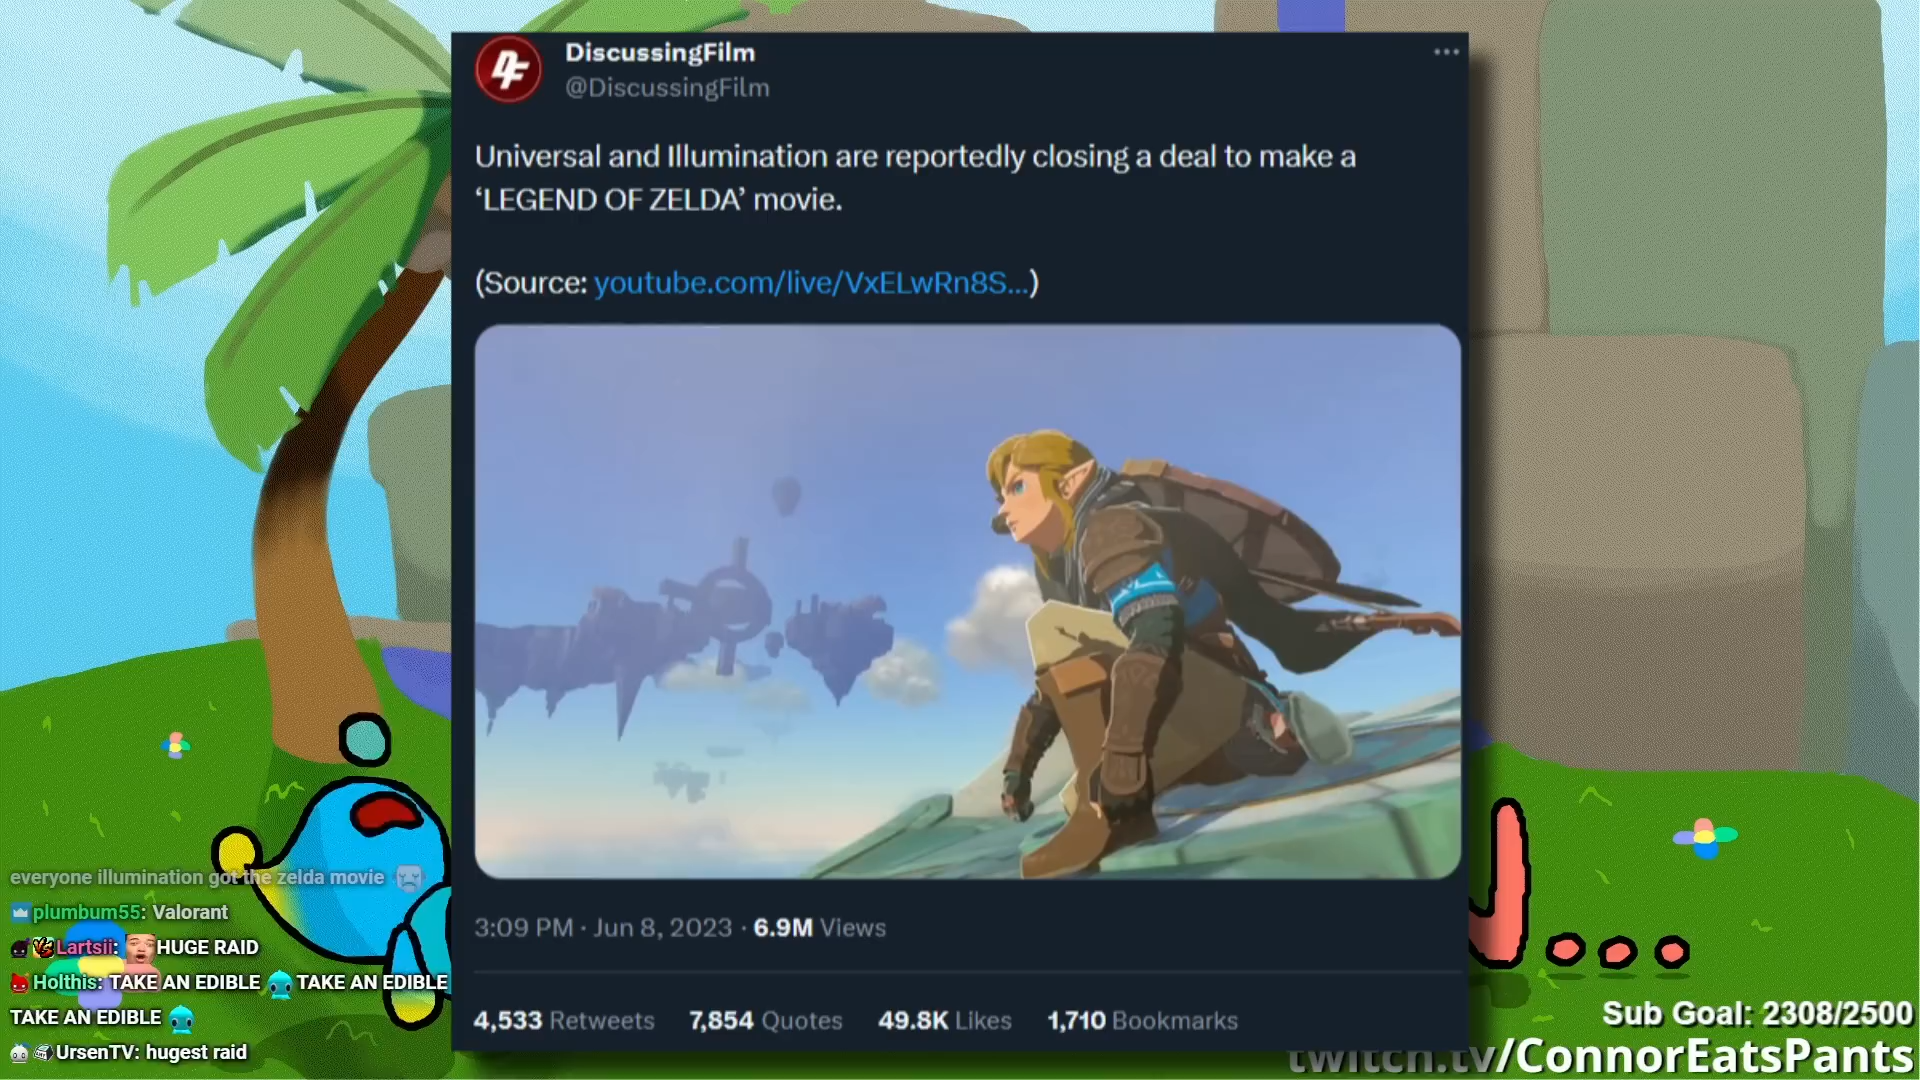 DiscussingFilm
@DiscussingFilm
Universal and Illumination are reportedly closing a deal to make a
‘LEGEND OF ZELDA’ movie.
(Source: youtube.com/live/VxELwRn8S...)
3:09 PM · Jun 8, 2023 · 6.9M Views
4,533 Retweets 7,854 Quotes 49.8K Likes 1,710 Bookmarks
everyone illumination got the zelda movie
plumbum55: Valorant
Lartsii: HUGE RAID
Holthis: TAKE AN EDIBLE TAKE AN EDIBLE
TAKE AN EDIBLE
UrsenTV: hugest raid
Sub Goal: 2308/2500
twitch.tv/ConnorEatsPants